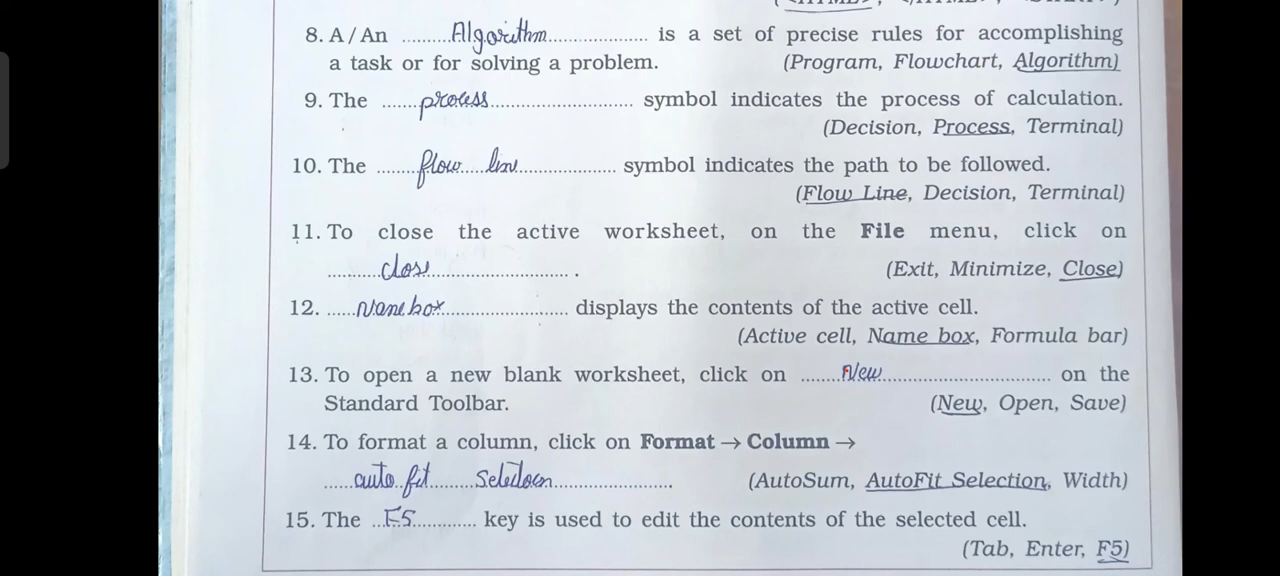 8. A / An .........Algorithm.................... is a set of precise rules for accomplishing
a task or for solving a problem. (Program, Flowchart, Algorithm)
9. The .......process............................. symbol indicates the process of calculation.
(Decision, Process, Terminal)
10. The ........flow line.................... symbol indicates the path to be followed.
(Flow Line, Decision, Terminal)
11. To close the active worksheet, on the File menu, click on
............close............................. . (Exit, Minimize, Close)
12. ......Name box......................... displays the contents of the active cell.
(Active cell, Name box, Formula bar)
13. To open a new blank worksheet, click on ........New................................... on the
Standard Toolbar. (New, Open, Save)
14. To format a column, click on Format → Column →
......auto fit selection......................... (AutoSum, AutoFit Selection, Width)
15. The ...F5............. key is used to edit the contents of the selected cell.
(Tab, Enter, F5)